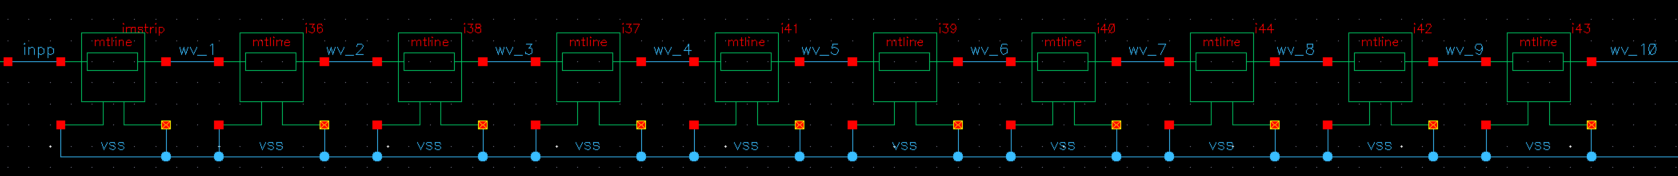 imstrip i36 i38 i37 i41 i39 i40 i44 i42 i43
mtline mtline mtline mtline mtline mtline mtline mtline mtline mtline
inpp wv_1 wv_2 wv_3 wv_4 wv_5 wv_6 wv_7 wv_8 wv_9 wv_10
vss vss vss vss vss vss vss vss vss vss